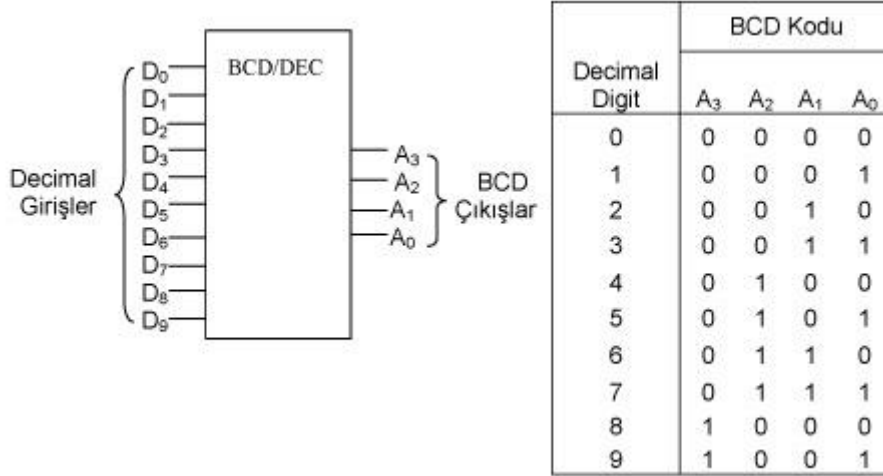 BCD/DEC
D₀
D₁
D₂
D₃
D₄
D₅
D₆
D₇
D₈
D₉
Decimal
Girişler
A₃
A₂
A₁
A₀
BCD
Çıkışlar
BCD Kodu
Decimal
Digit A₃ A₂ A₁ A₀
0 0 0 0 0
1 0 0 0 1
2 0 0 1 0
3 0 0 1 1
4 0 1 0 0
5 0 1 0 1
6 0 1 1 0
7 0 1 1 1
8 1 0 0 0
9 1 0 0 1